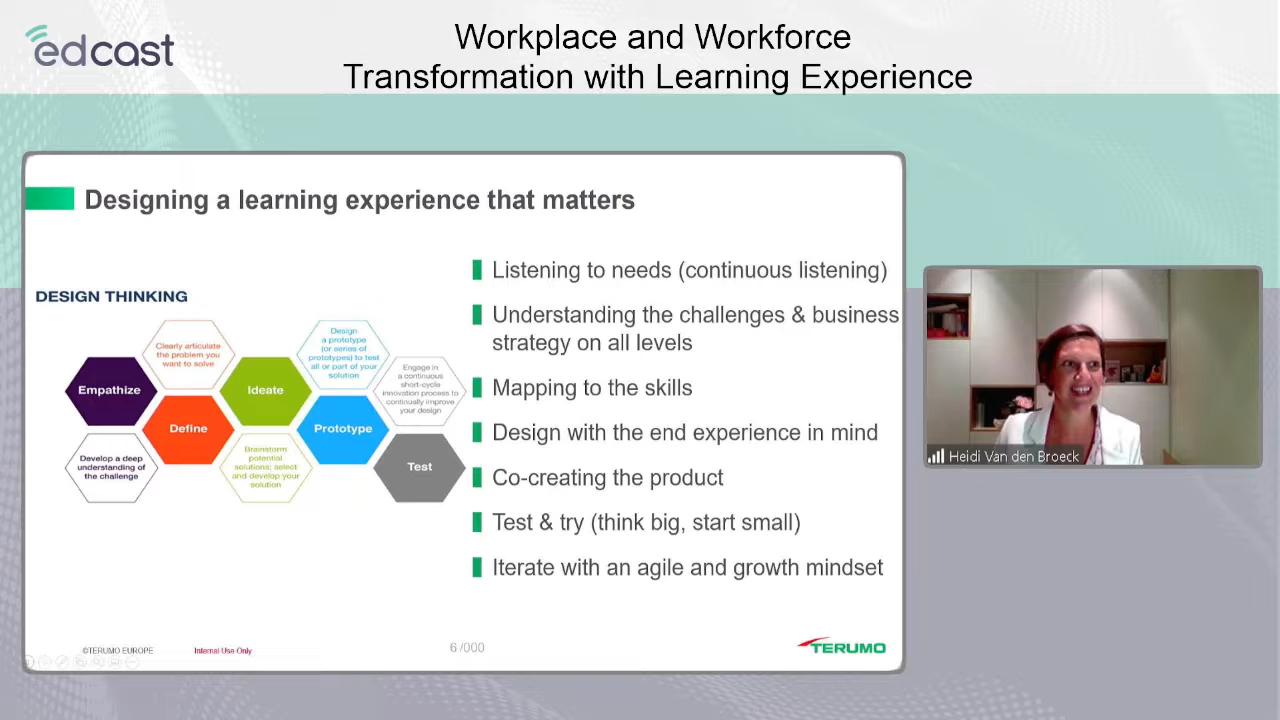 edcast
Workplace and Workforce
Transformation with Learning Experience
Designing a learning experience that matters
DESIGN THINKING
Empathize
Develop a deep
understanding of
the challenge
Clearly articulate
the problem you
want to solve
Define
Ideate
Brainstorm
potential
solutions; select
and develop your
solution
Design
a prototype
(or series of
prototypes) to test
all or part of your
solution
Prototype
Engage in
a continuous
short-cycle
innovation process to
continually improve
your design
Test
Listening to needs (continuous listening)
Understanding the challenges & business
strategy on all levels
Mapping to the skills
Design with the end experience in mind
Co-creating the product
Test & try (think big, start small)
Iterate with an agile and growth mindset
©TERUMO EUROPE
Internal Use Only
6 /000
TERUMO
Heidi Van den Broeck